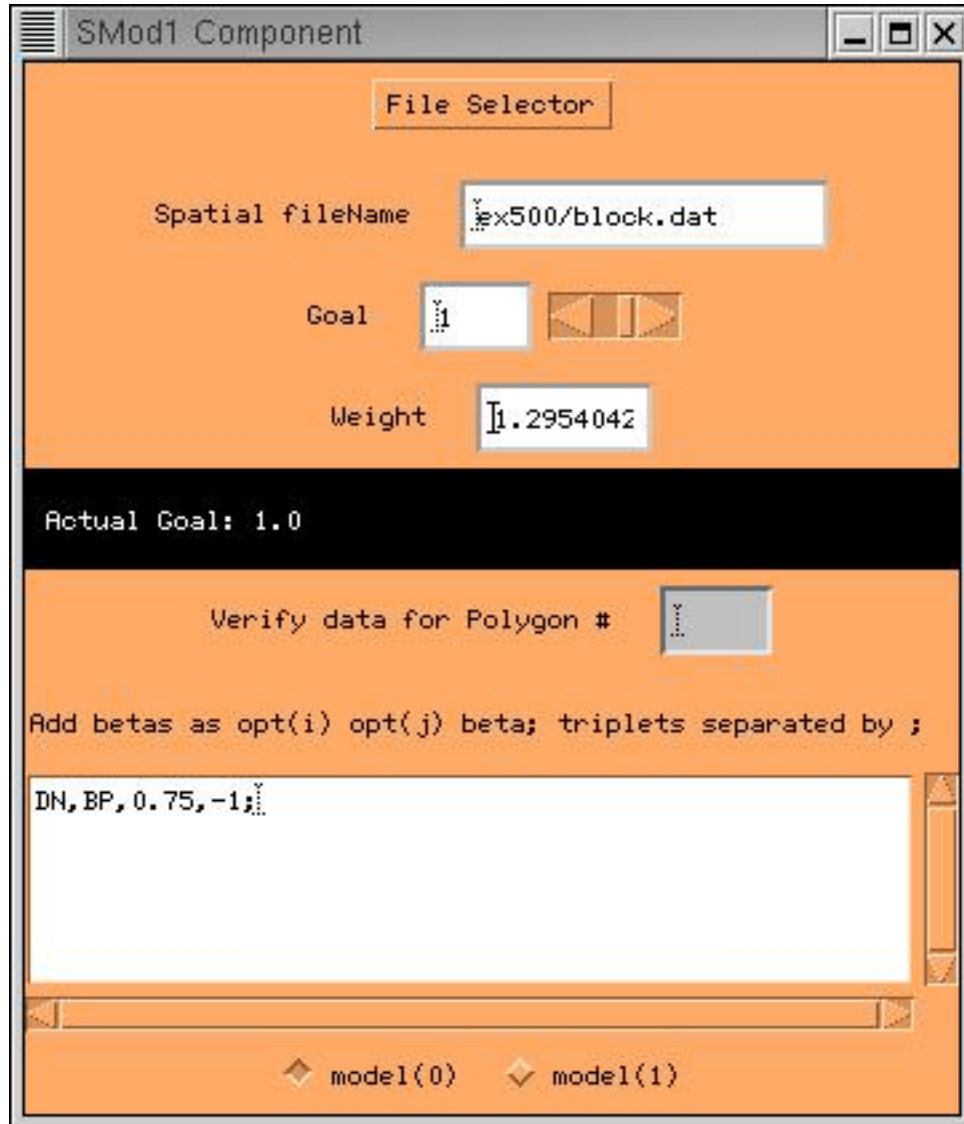 SMod1 Component
File Selector
Spatial fileName ex500/block.dat
Goal 1
Weight 1.2954042
Actual Goal: 1.0
Verify data for Polygon #
Add betas as opt(i) opt(j) beta; triplets separated by ;
DN,BP,0.75,-1;
model(0) model(1)